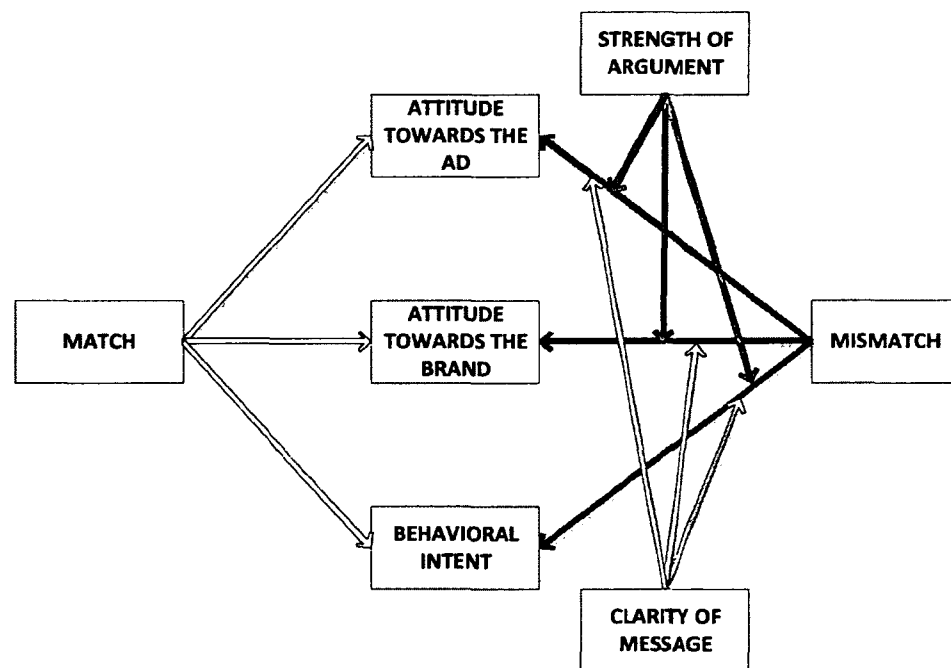 STRENGTH OF
ARGUMENT
ATTITUDE
TOWARDS THE
AD
MATCH
ATTITUDE
TOWARDS THE
BRAND
MISMATCH
BEHAVIORAL
INTENT
CLARITY OF
MESSAGE